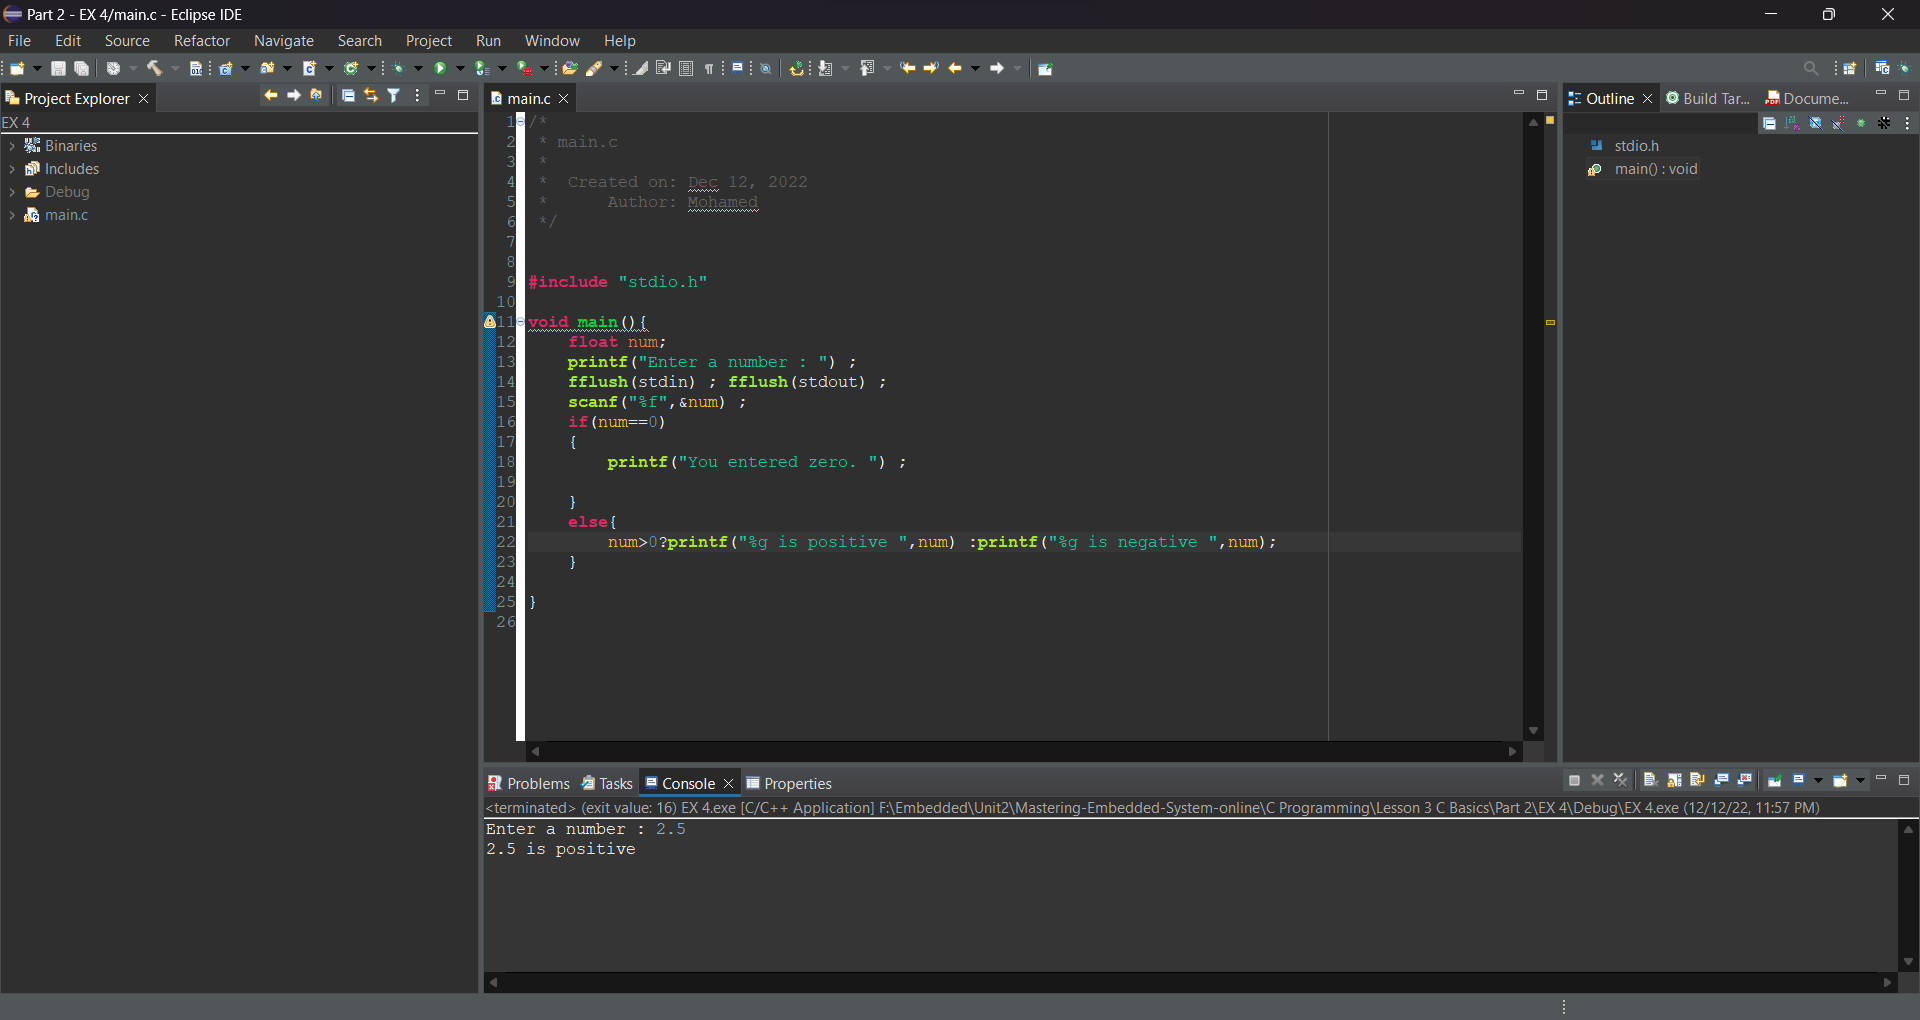 Part 2 - EX 4/main.c - Eclipse IDE
File Edit Source Refactor Navigate Search Project Run Window Help
Project Explorer
EX 4
Binaries
Includes
Debug
main.c
main.c
1 /*
2 * main.c
3 *
4 * Created on: Dec 12, 2022
5 * Author: Mohamed
6 */
7
8
9 #include "stdio.h"
10
11 void main(){
12 float num;
13 printf("Enter a number : ") ;
14 fflush(stdin) ; fflush(stdout) ;
15 scanf("%f",&num) ;
16 if(num==0)
17 {
18 printf("You entered zero. ") ;
19
20 }
21 else{
22 num>0?printf("%g is positive ",num) :printf("%g is negative ",num);
23 }
24
25 }
26
Outline Build Tar... Docume...
stdio.h
main() : void
Problems Tasks Console Properties
<terminated> (exit value: 16) EX 4.exe [C/C++ Application] F:\Embedded\Unit2\Mastering-Embedded-System-online\C Programming\Lesson 3 C Basics\Part 2\EX 4\Debug\EX 4.exe (12/12/22, 11:57 PM)
Enter a number : 2.5
2.5 is positive